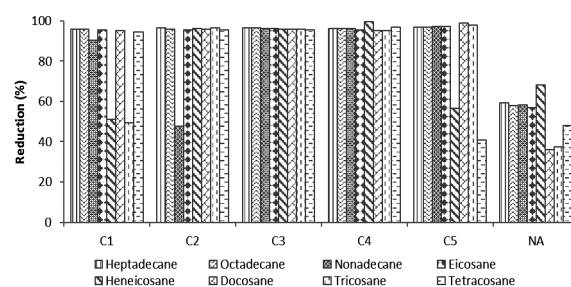 Reduction (%)
100
80
60
40
20
0
C1 C2 C3 C4 C5 NA
Heptadecane Octadecane Nonadecane Eicosane
Heneicosane Docosane Tricosane Tetracosane